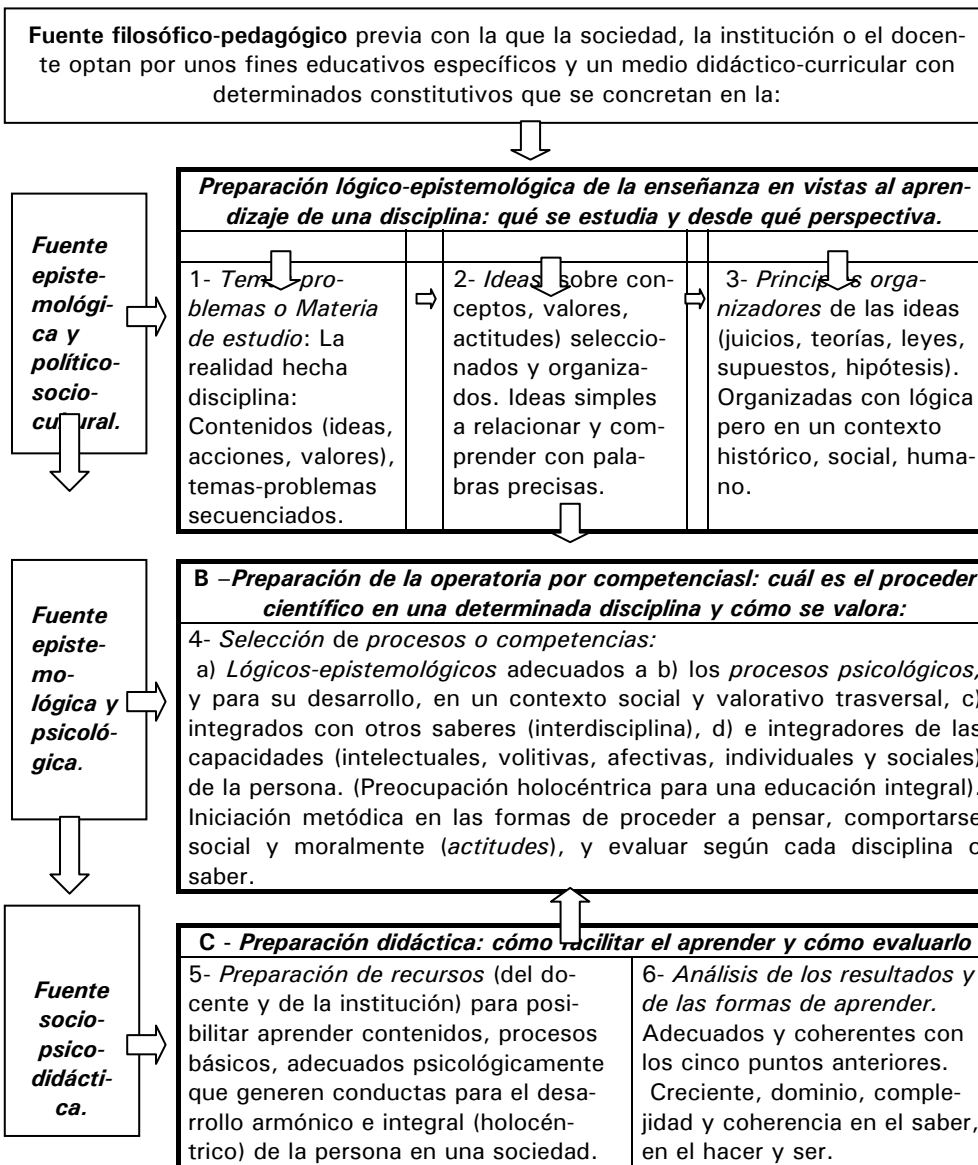 Fuente filosófico-pedagógico previa con la que la sociedad, la institución o el docen-
te optan por unos fines educativos específicos y un medio didáctico-curricular con
determinados constitutivos que se concretan en la:
Preparación lógico-epistemológica de la enseñanza en vistas al apren-
dizaje de una disciplina: qué se estudia y desde qué perspectiva.
Fuente
episte-
mológi-
ca y
político-
socio-
cultural.
1- Temas-pro-
blemas o Materia
de estudio: La
realidad hecha
disciplina:
Contenidos (ideas,
acciones, valores),
temas-problemas
secuenciados.
2- Ideas sobre con-
ceptos, valores,
actitudes) seleccio-
nados y organiza-
dos. Ideas simples
a relacionar y com-
prender con pala-
bras precisas.
3- Principios orga-
nizadores de las ideas
(juicios, teorías, leyes,
supuestos, hipótesis).
Organizadas con lógica
pero en un contexto
histórico, social, huma-
no.
Fuente
episte-
mo-
lógica y
psicoló-
gica.
B –Preparación de la operatoria por competenciasl: cuál es el proceder
científico en una determinada disciplina y cómo se valora:
4- Selección de procesos o competencias:
a) Lógicos-epistemológicos adecuados a b) los procesos psicológicos,
y para su desarrollo, en un contexto social y valorativo trasversal, c)
integrados con otros saberes (interdisciplina), d) e integradores de las
capacidades (intelectuales, volitivas, afectivas, individuales y sociales)
de la persona. (Preocupación holocéntrica para una educación integral).
Iniciación metódica en las formas de proceder a pensar, comportarse
social y moralmente (actitudes), y evaluar según cada disciplina o
saber.
Fuente
socio-
psico-
didácti-
ca.
C - Preparación didáctica: cómo facilitar el aprender y cómo evaluarlo
5- Preparación de recursos (del do-
cente y de la institución) para posi-
bilitar aprender contenidos, procesos
básicos, adecuados psicológicamente
que generen conductas para el desa-
rrollo armónico e integral (holocén-
trico) de la persona en una sociedad.
6- Análisis de los resultados y
de las formas de aprender.
Adecuados y coherentes con
los cinco puntos anteriores.
Creciente, dominio, comple-
jidad y coherencia en el saber,
en el hacer y ser.